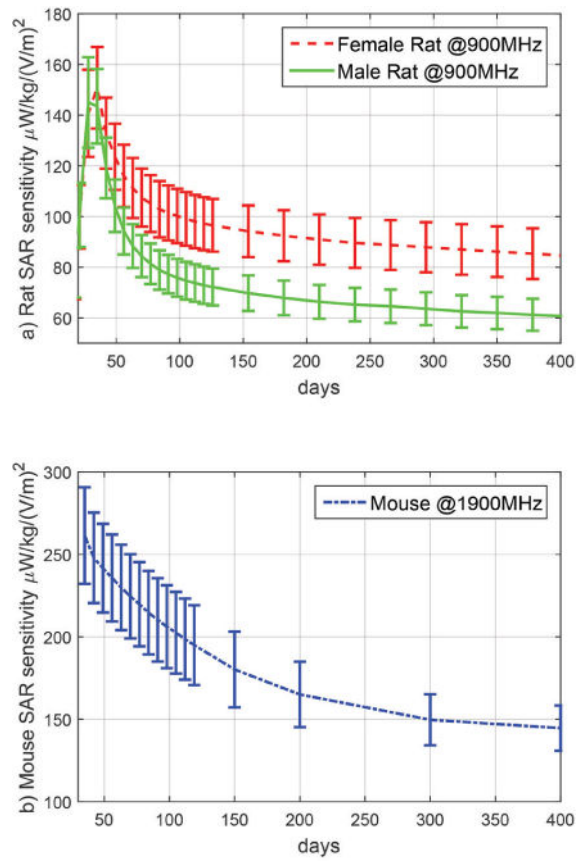 180
160
140
120
100
80
60
a) Rat SAR sensitivity μW/kg/(V/m)²
Female Rat @900MHz
Male Rat @900MHz
50 100 150 200 250 300 350 400
days
300
250
200
150
100
b) Mouse SAR sensitivity μW/kg/(V/m)²
Mouse @1900MHz
50 100 150 200 250 300 350 400
days